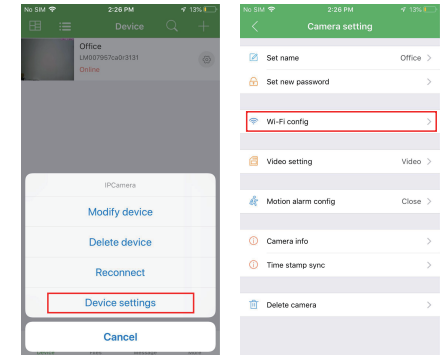 No SIM 2:26 PM 13%
Device
Office
LM007957ca0r3131
Online
IPCamera
Modify device
Delete device
Reconnect
Device settings
Cancel
No SIM 2:26 PM 13%
Camera setting
Set name Office
Set new password
Wi-Fi config
Video setting Video
Motion alarm config Close
Camera info
Time stamp sync
Delete camera